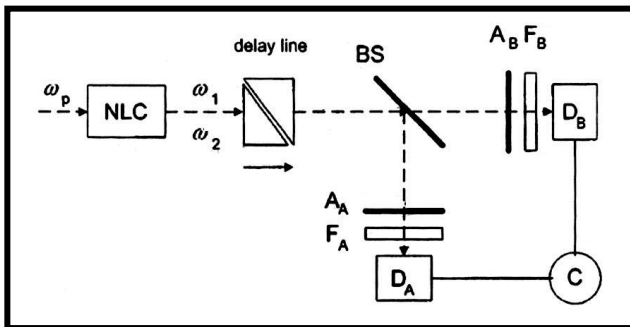 delay line
BS
A_B F_B
ω_p NLC ω_1
ω_2
D_B
A_A
F_A
D_A
C